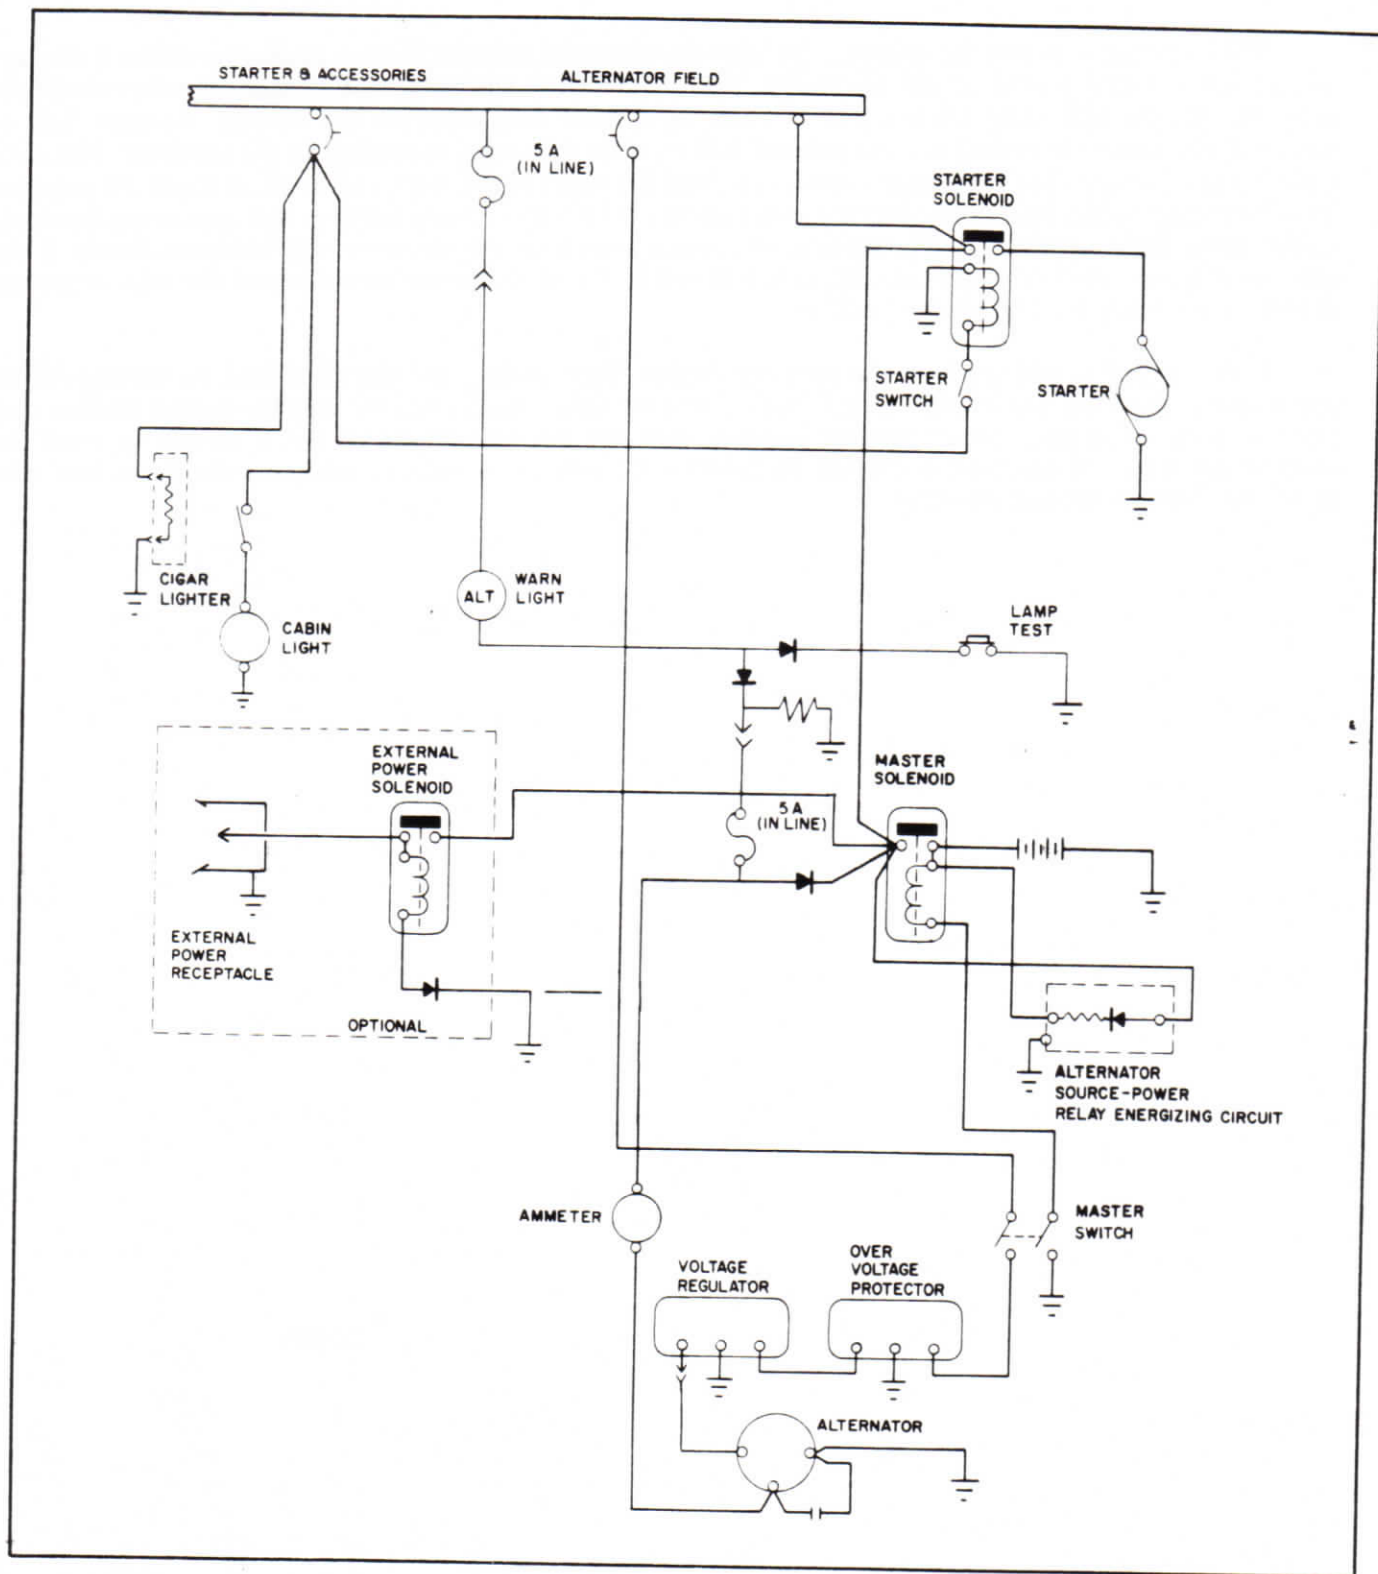 STARTER & ACCESSORIES
ALTERNATOR FIELD
5 A
(IN LINE)
STARTER
SOLENOID
STARTER
SWITCH
STARTER
CIGAR
LIGHTER
CABIN
LIGHT
ALT
WARN
LIGHT
LAMP
TEST
EXTERNAL
POWER
SOLENOID
MASTER
SOLENOID
5 A
(IN LINE)
EXTERNAL
POWER
RECEPTACLE
OPTIONAL
ALTERNATOR
SOURCE-POWER
RELAY ENERGIZING CIRCUIT
AMMETER
MASTER
SWITCH
VOLTAGE
REGULATOR
OVER
VOLTAGE
PROTECTOR
ALTERNATOR